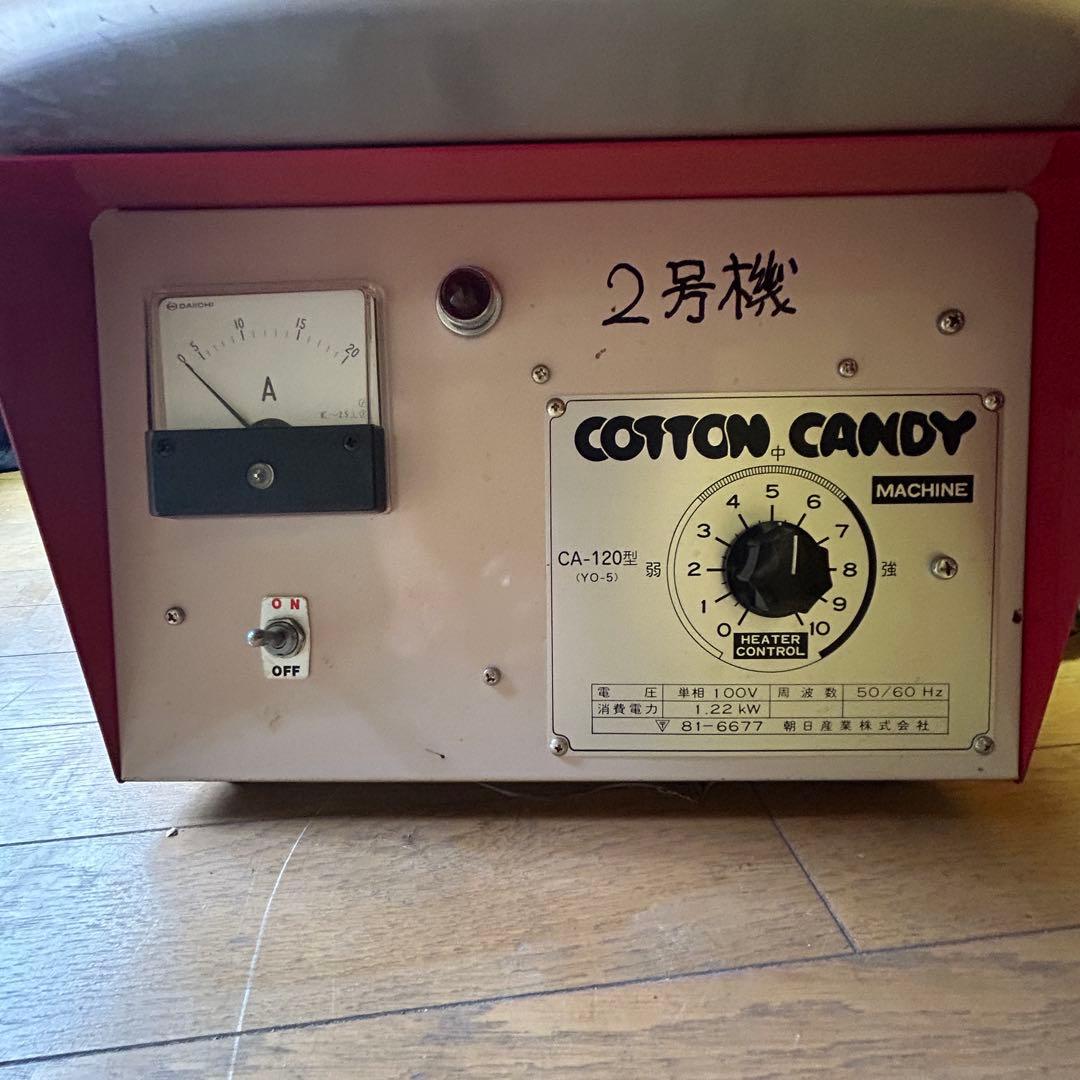 2号機
DAIICHI
0 5 10 15 20
A
ON
OFF
COTTON CANDY
MACHINE
中
CA-120型
(YO-5)
弱
強
0 1 2 3 4 5 6 7 8 9 10
HEATER
CONTROL
電圧 単相 100V 周波数 50/60 Hz
消費電力 1.22 kW
81-6677 朝日産業株式会社